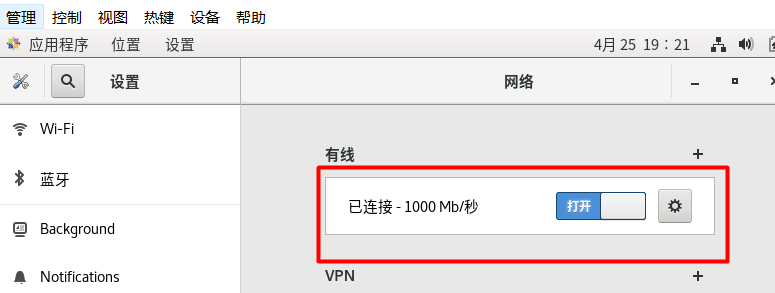 管理 控制 视图 热键 设备 帮助
应用程序 位置 设置 4月 25 19：21
设置 网络
Wi-Fi
有线
蓝牙
已连接 - 1000 Mb/秒 打开
Background
Notifications
VPN